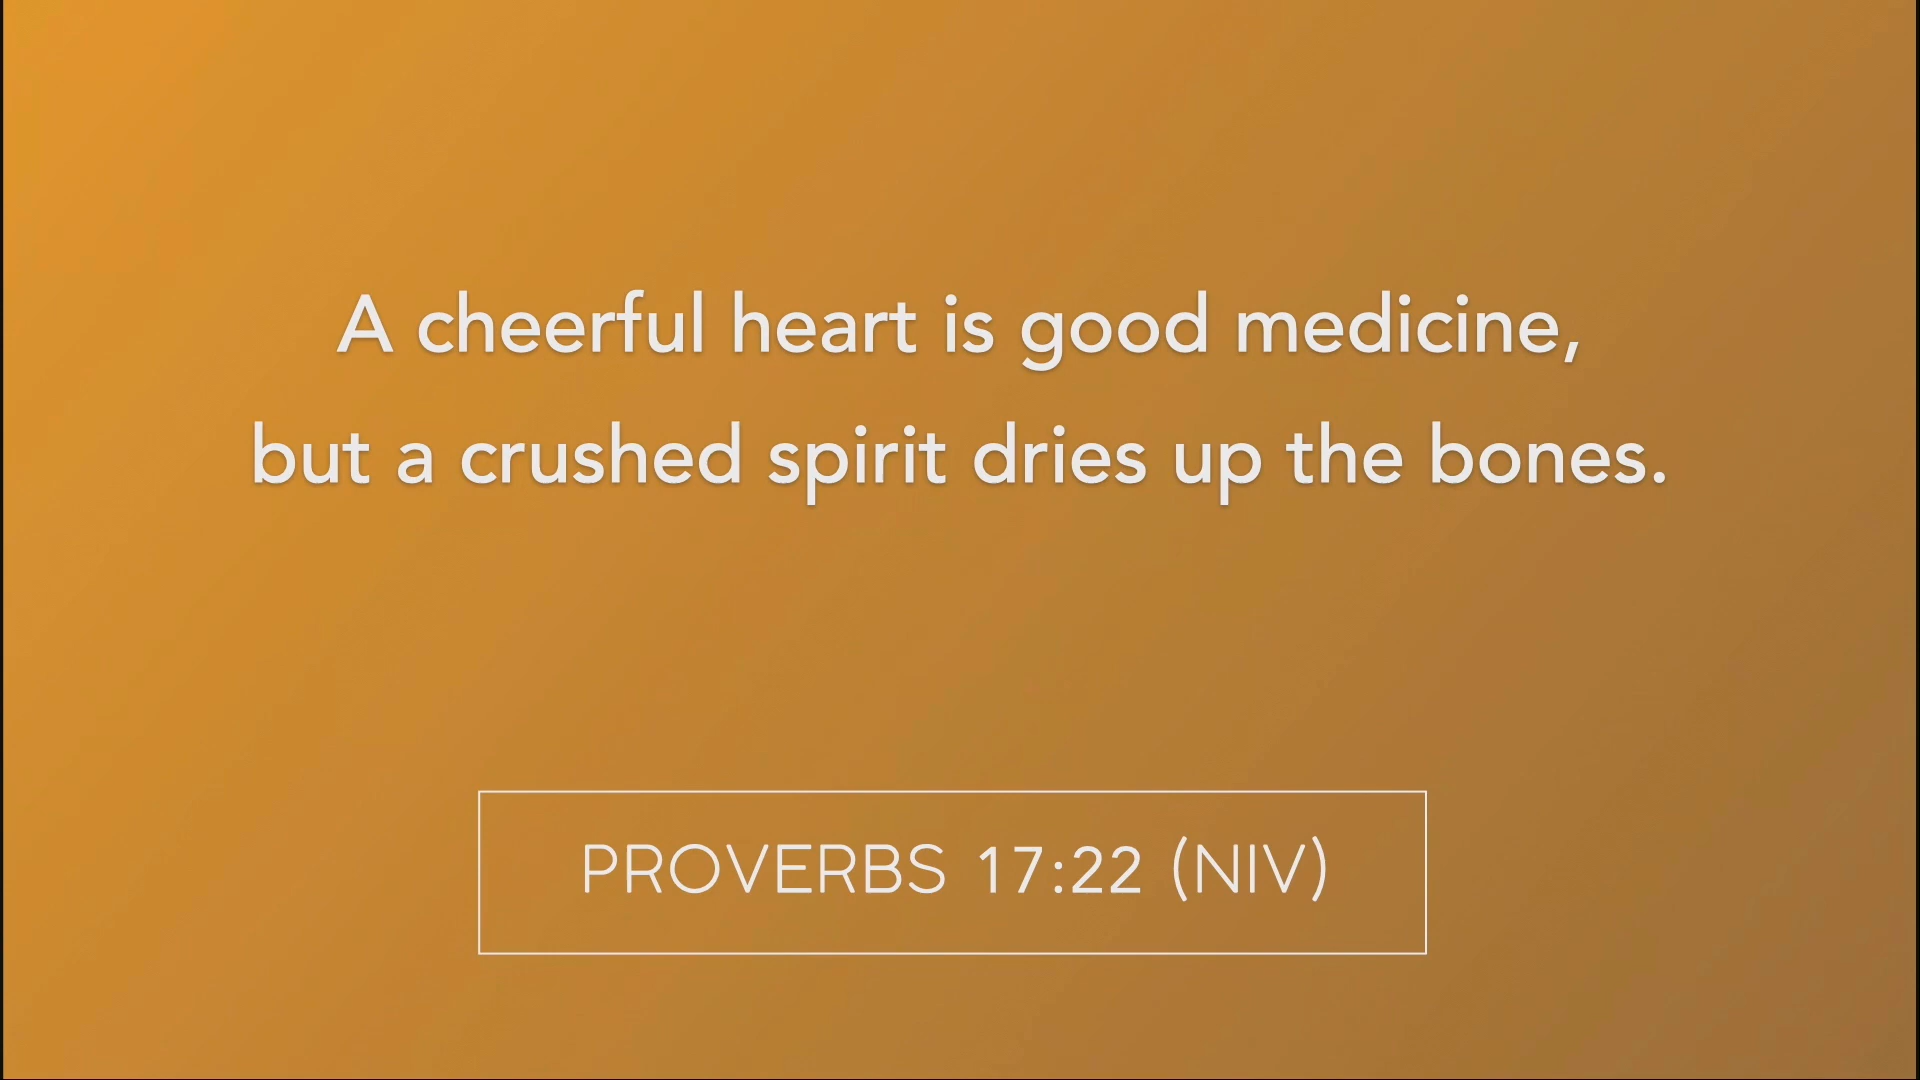 A cheerful heart is good medicine,
but a crushed spirit dries up the bones.
PROVERBS 17:22 (NIV)